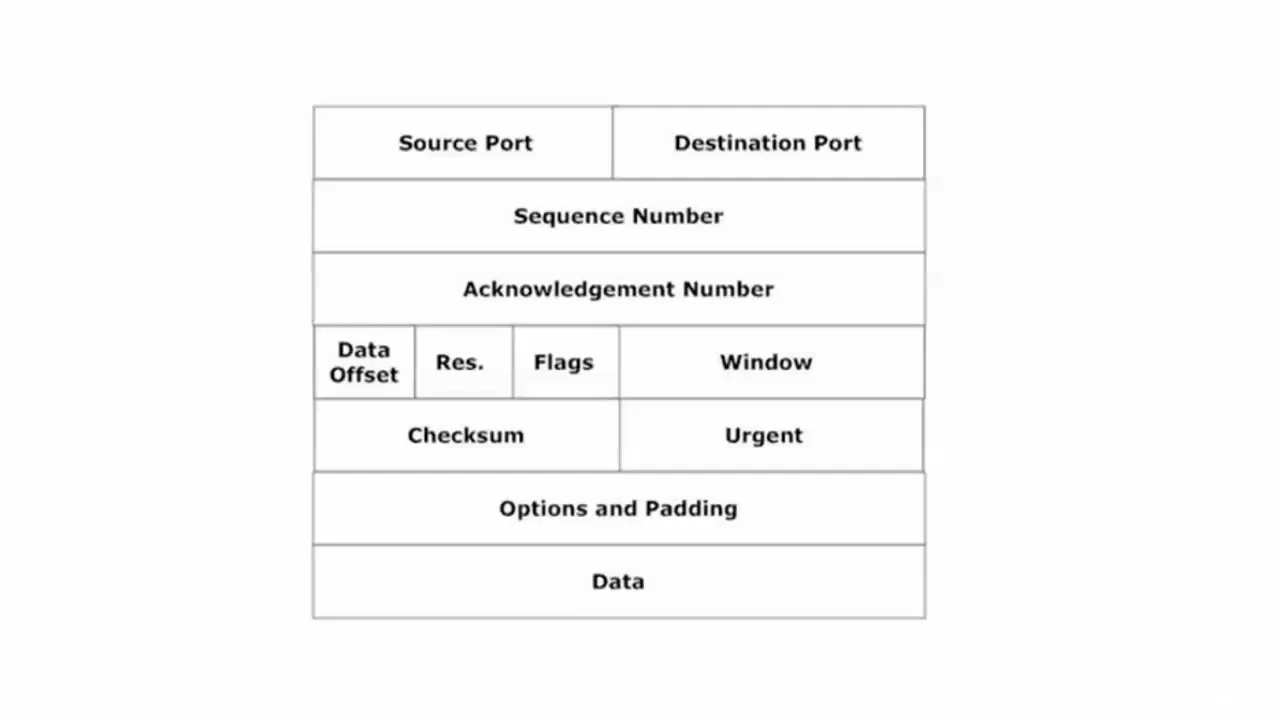 Source Port
Destination Port
Sequence Number
Acknowledgement Number
Data
Offset
Res.
Flags
Window
Checksum
Urgent
Options and Padding
Data